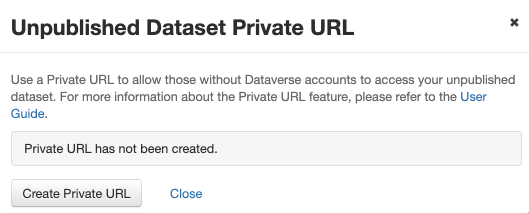 Unpublished Dataset Private URL
Use a Private URL to allow those without Dataverse accounts to access your unpublished
dataset. For more information about the Private URL feature, please refer to the User
Guide.
Private URL has not been created.
Create Private URL Close